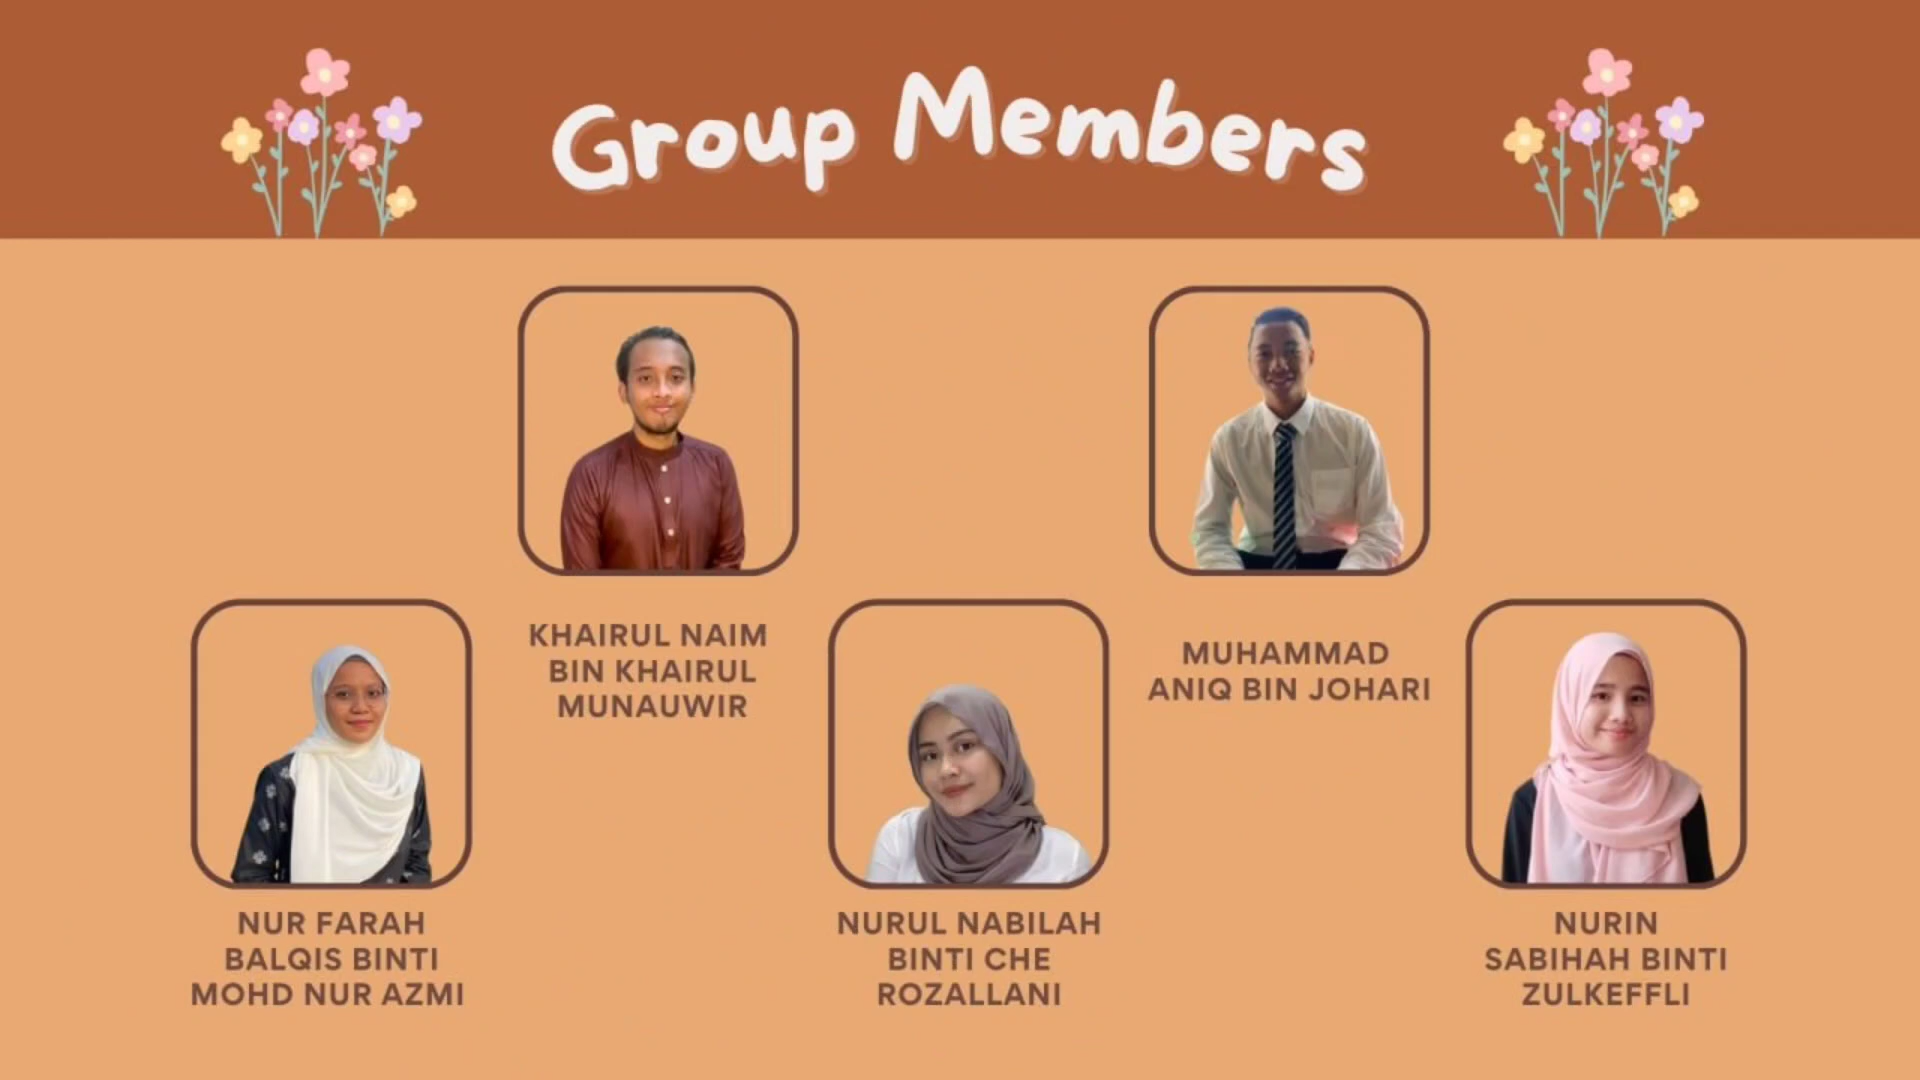 Group Members
KHAIRUL NAIM
BIN KHAIRUL
MUNAUWIR
MUHAMMAD
ANIQ BIN JOHARI
NUR FARAH
BALQIS BINTI
MOHD NUR AZMI
NURUL NABILAH
BINTI CHE
ROZALLANI
NURIN
SABIHAH BINTI
ZULKEFFLI